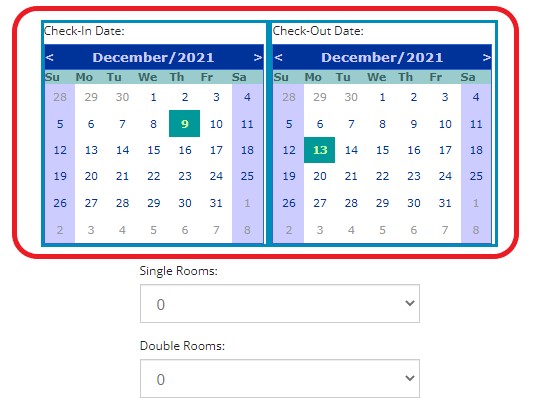 Check-In Date: Check-Out Date:
< December/2021 > < December/2021 >
Su Mo Tu We Th Fr Sa Su Mo Tu We Th Fr Sa
28 29 30 1 2 3 4 28 29 30 1 2 3 4
5 6 7 8 9 10 11 5 6 7 8 9 10 11
12 13 14 15 16 17 18 12 13 14 15 16 17 18
19 20 21 22 23 24 25 19 20 21 22 23 24 25
26 27 28 29 30 31 1 26 27 28 29 30 31 1
2 3 4 5 6 7 8 2 3 4 5 6 7 8
Single Rooms:
0
Double Rooms:
0